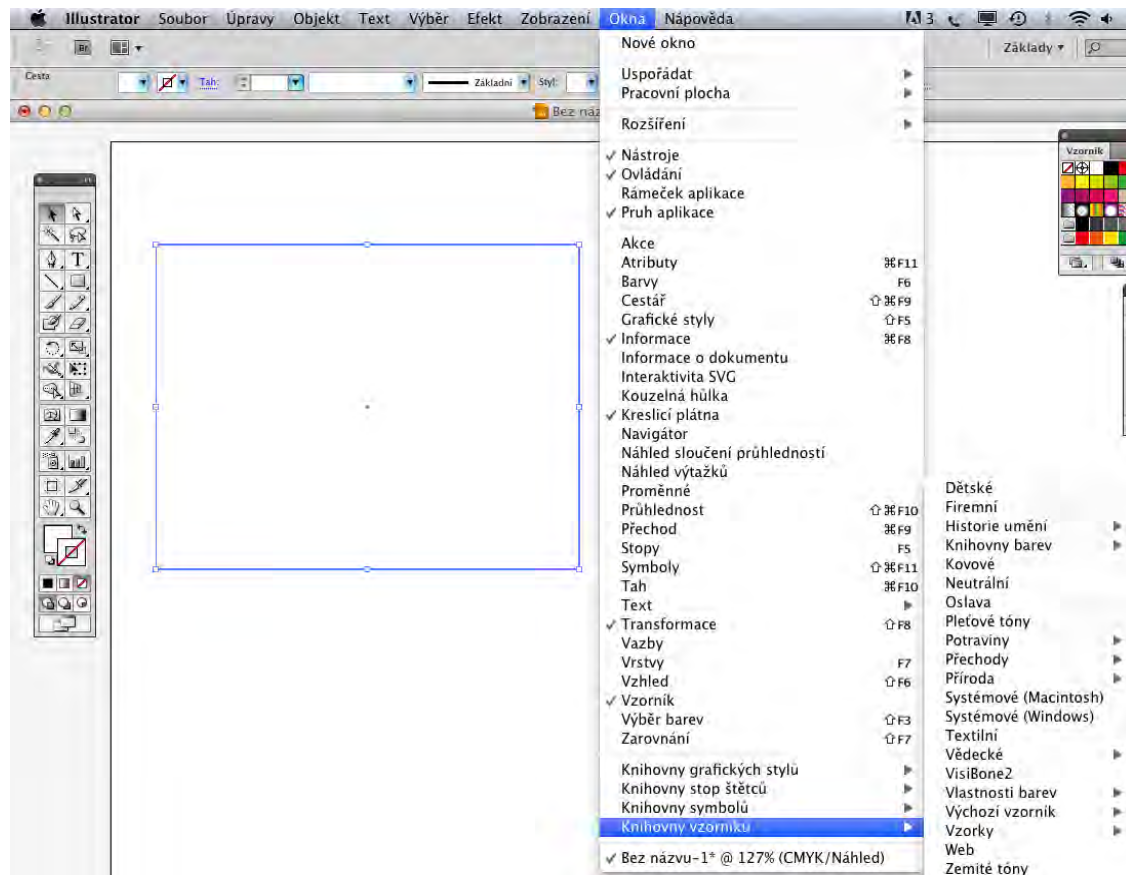 Illustrator Soubor Úpravy Objekt Text Výběr Efekt Zobrazení Okna Nápověda 3
Br Základy
Cesta Tah: Základní Styl:
Bez náz
Nové okno
Uspořádat
Pracovní plocha
Rozšíření
✓ Nástroje
✓ Ovládání
Rámeček aplikace
✓ Pruh aplikace
Akce
Atributy ⌘F11
Barvy F6
Cestář ⇧⌘F9
Grafické styly ⇧F5
✓ Informace ⌘F8
Informace o dokumentu
Interaktivita SVG
Kouzelná hůlka
✓ Kreslicí plátna
Navigátor
Náhled sloučení průhledností
Náhled výtažků
Proměnné
Průhlednost ⇧⌘F10
Přechod ⌘F9
Stopy F5
Symboly ⇧⌘F11
Tah ⌘F10
Text
✓ Transformace ⇧F8
Vazby
Vrstvy F7
Vzhled ⇧F6
✓ Vzorník
Výběr barev ⇧F3
Zarovnání ⇧F7
Knihovny grafických stylů
Knihovny stop štětců
Knihovny symbolů
Knihovny vzorníku
✓ Bez názvu-1* @ 127% (CMYK/Náhled)
Vzorník
Dětské
Firemní
Historie umění
Knihovny barev
Kovové
Neutrální
Oslava
Pleťové tóny
Potraviny
Přechody
Příroda
Systémové (Macintosh)
Systémové (Windows)
Textilní
Vědecké
VisiBone2
Vlastnosti barev
Výchozí vzorník
Vzorky
Web
Zemité tóny